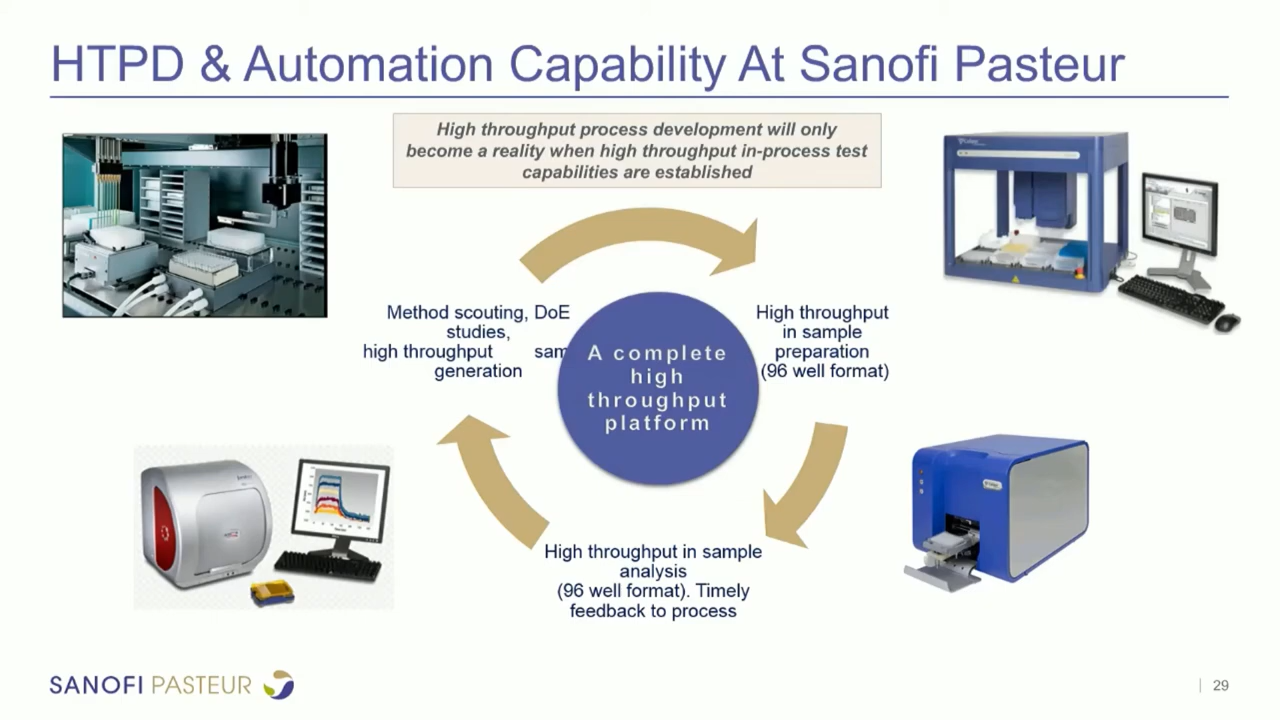 HTPD & Automation Capability At Sanofi Pasteur
High throughput process development will only
become a reality when high throughput in-process test
capabilities are established
Method scouting, DoE
studies,
high throughput sam
generation
A complete
high
throughput
platform
High throughput
in sample
preparation
(96 well format)
High throughput in sample
analysis
(96 well format). Timely
feedback to process
SANOFI PASTEUR
29